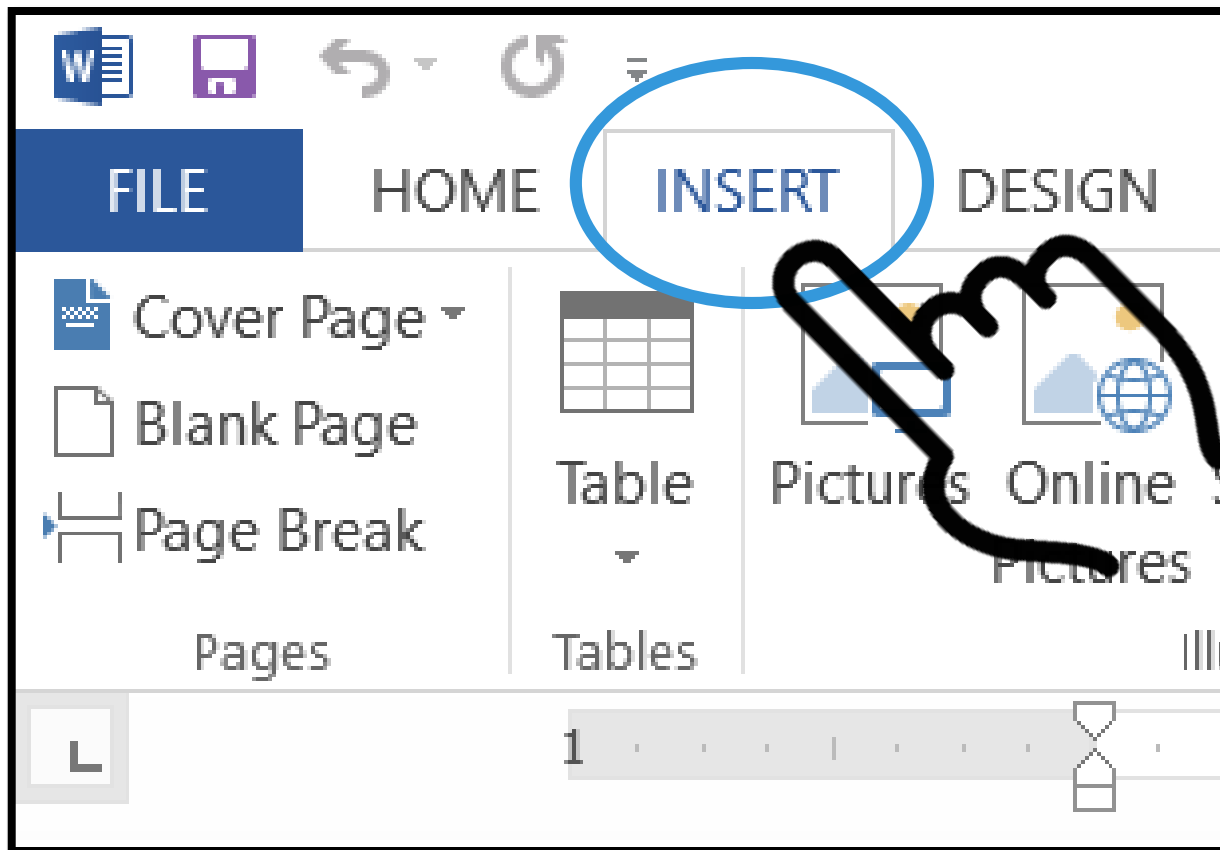 W
FILE HOME INSERT DESIGN
Cover Page
Blank Page
Page Break
Table
Pictures
Online
Pictures
Pages
Tables
1